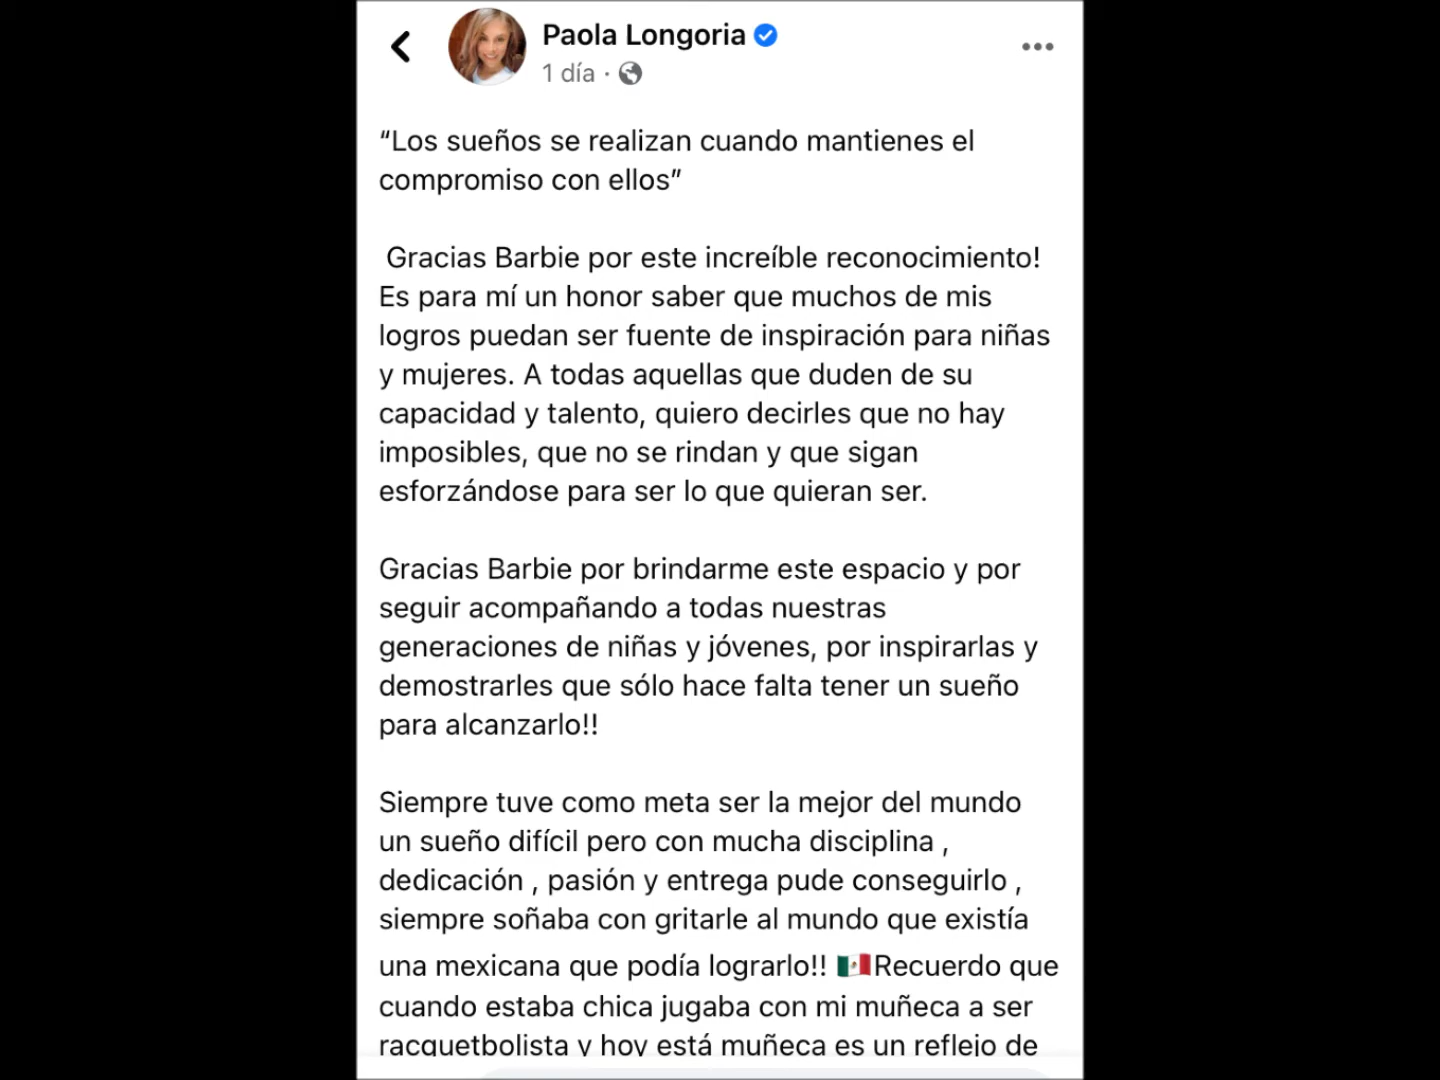 Paola Longoria
1 día ·
“Los sueños se realizan cuando mantienes el
compromiso con ellos”
Gracias Barbie por este increíble reconocimiento!
Es para mí un honor saber que muchos de mis
logros puedan ser fuente de inspiración para niñas
y mujeres. A todas aquellas que duden de su
capacidad y talento, quiero decirles que no hay
imposibles, que no se rindan y que sigan
esforzándose para ser lo que quieran ser.
Gracias Barbie por brindarme este espacio y por
seguir acompañando a todas nuestras
generaciones de niñas y jóvenes, por inspirarlas y
demostrarles que sólo hace falta tener un sueño
para alcanzarlo!!
Siempre tuve como meta ser la mejor del mundo
un sueño difícil pero con mucha disciplina ,
dedicación , pasión y entrega pude conseguirlo ,
siempre soñaba con gritarle al mundo que existía
una mexicana que podía lograrlo!! 🇲🇽Recuerdo que
cuando estaba chica jugaba con mi muñeca a ser
racquetbolista y hoy está muñeca es un reflejo de